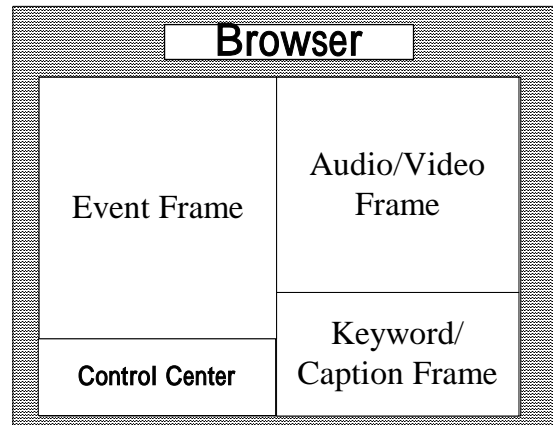 Browser
Event Frame
Audio/Video
Frame
Control Center
Keyword/
Caption Frame